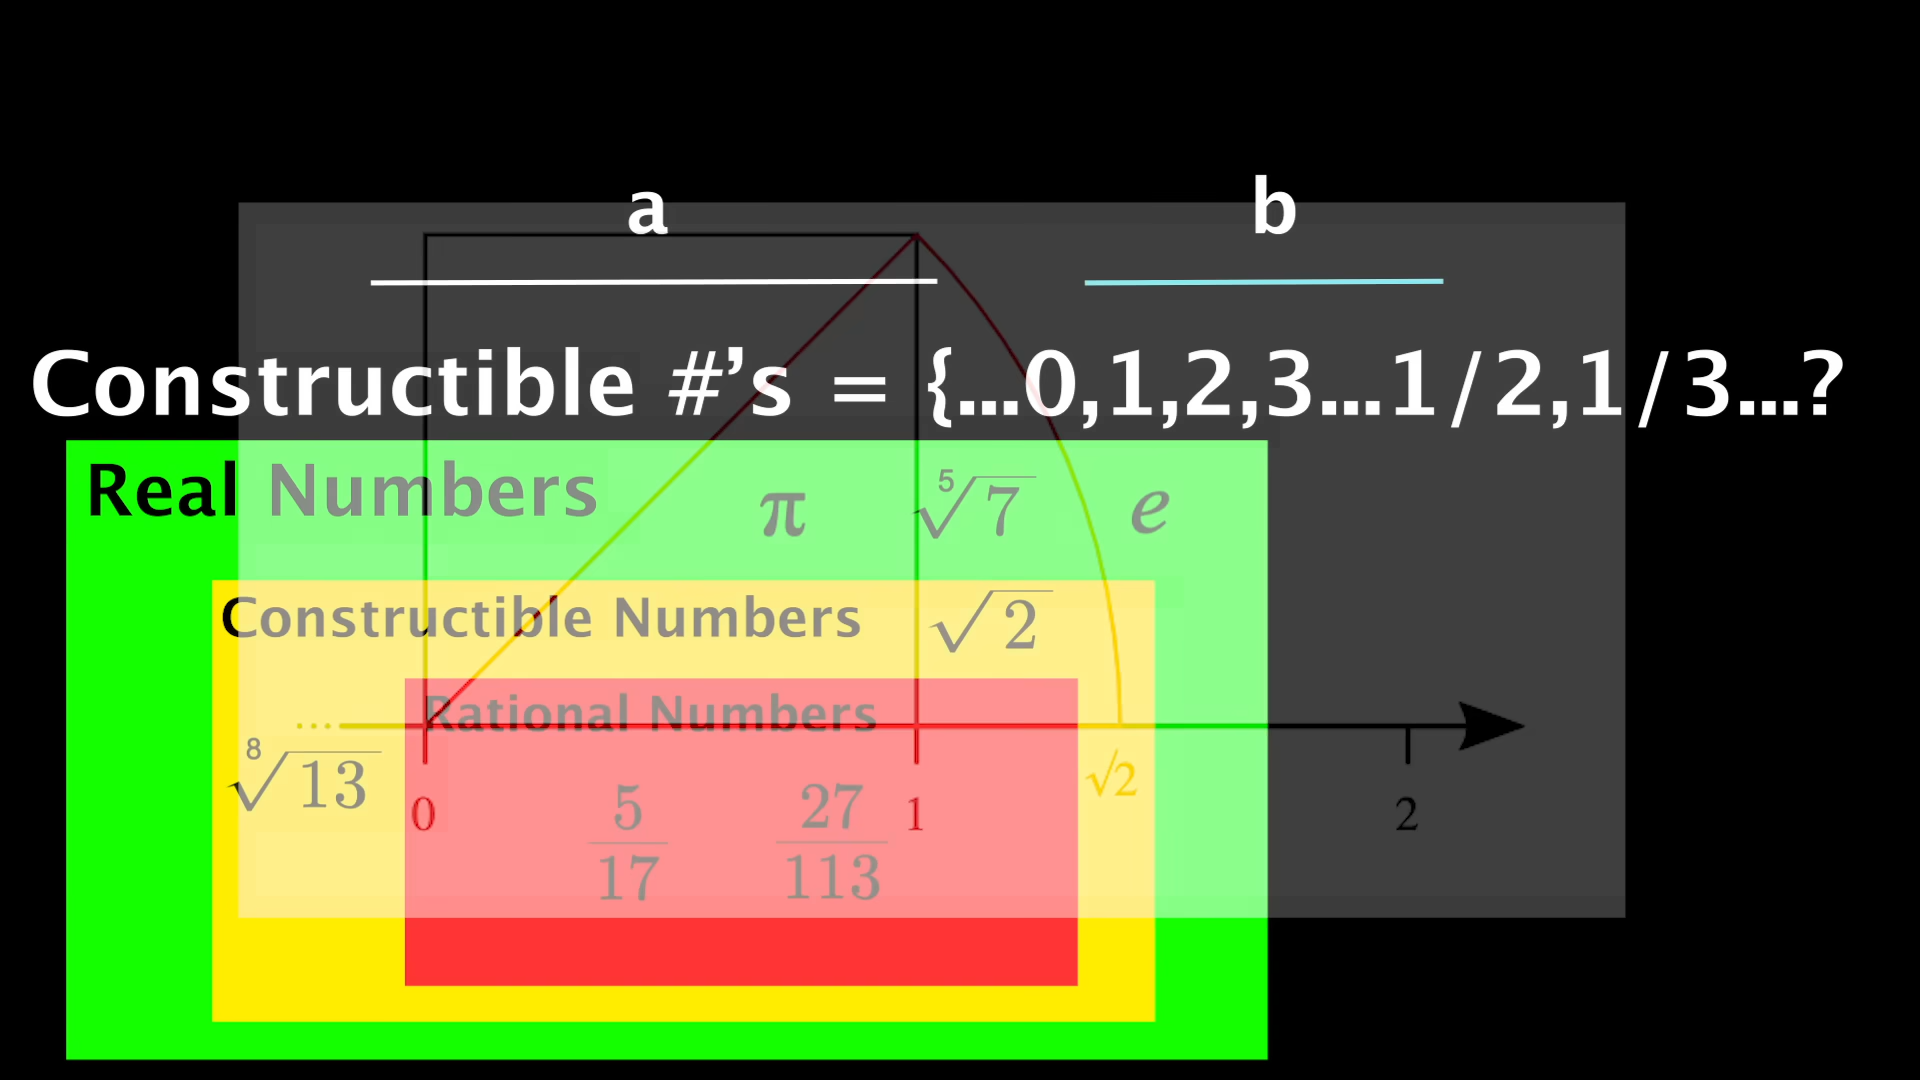 a b
Constructible #’s = {...0,1,2,3...1/2,1/3...?
Real Numbers π ⁵√7 e
Constructible Numbers √2
Rational Numbers
...
⁸√13 √2
0 5/17 27/113 1 2